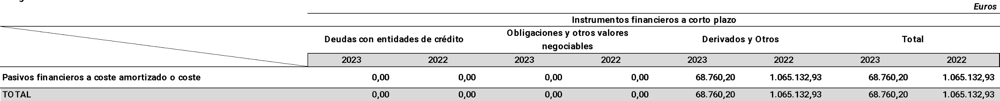 Euros
Instrumentos financieros a corto plazo
Deudas con entidades de crédito Obligaciones y otros valores negociables Derivados y Otros Total
2023 2022 2023 2022 2023 2022 2023 2022
Pasivos financieros a coste amortizado o coste 0,00 0,00 0,00 0,00 68.760,20 1.065.132,93 68.760,20 1.065.132,93
TOTAL 0,00 0,00 0,00 0,00 68.760,20 1.065.132,93 68.760,20 1.065.132,93